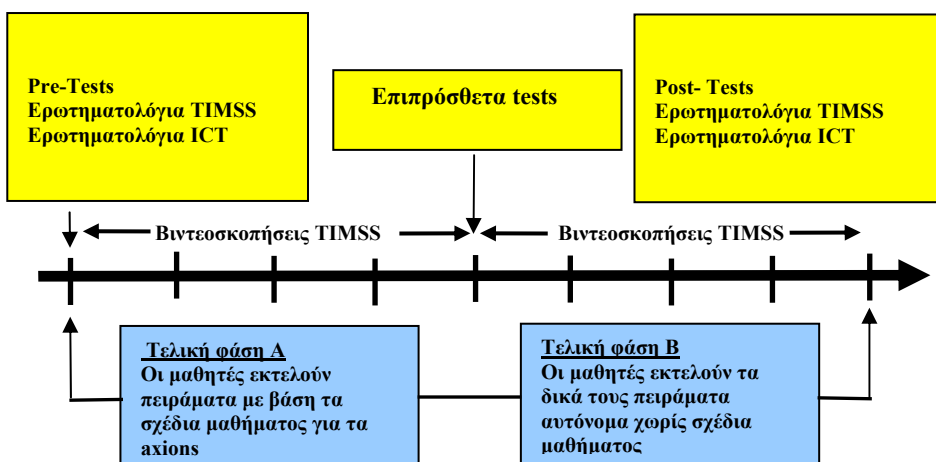 Pre-Tests
Ερωτηματολόγια TIMSS
Ερωτηματολόγια ICT
Επιπρόσθετα tests
Post- Tests
Ερωτηματολόγια TIMSS
Ερωτηματολόγια ICT
Βιντεοσκοπήσεις TIMSS
Βιντεοσκοπήσεις TIMSS
Τελική φάση Α
Οι μαθητές εκτελούν
πειράματα με βάση τα
σχέδια μαθήματος για τα
axions
Τελική φάση Β
Οι μαθητές εκτελούν τα
δικά τους πειράματα
αυτόνομα χωρίς σχέδια
μαθήματος